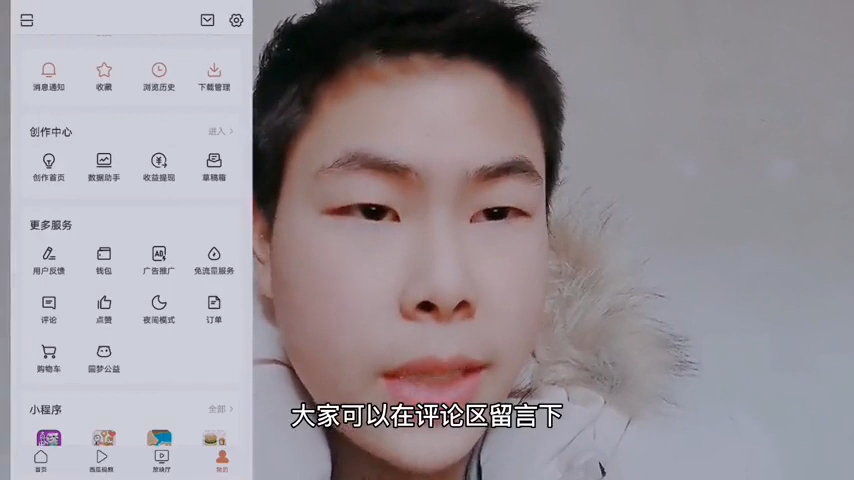 消息通知 收藏 浏览历史 下载管理
创作中心 进入
创作首页 数据助手 收益提现 草稿箱
更多服务
用户反馈 钱包 广告推广 免流量服务
评论 点赞 夜间模式 订单
购物车 圆梦公益
小程序 全部
首页 西瓜视频 放映厅 我的
大家可以在评论区留言下